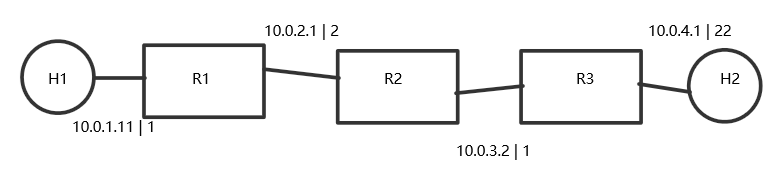 10.0.2.1 | 2
10.0.4.1 | 22
H1
R1
R2
R3
H2
10.0.1.11 | 1
10.0.3.2 | 1